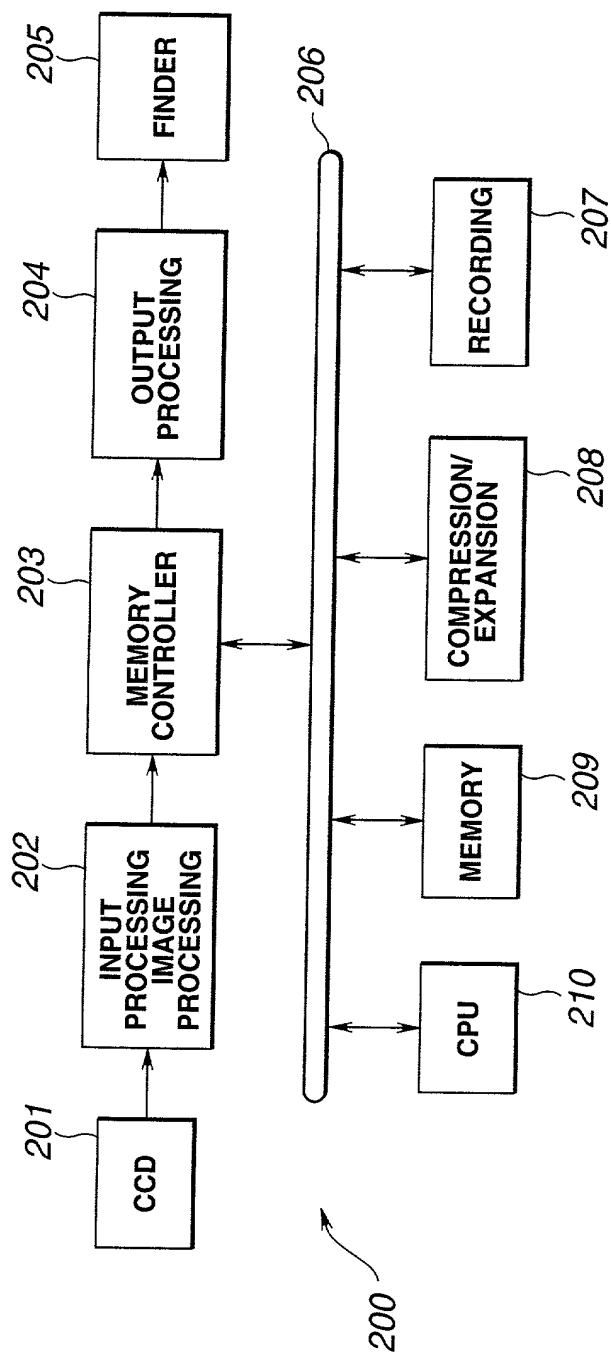 201
CCD
202
INPUT
PROCESSING
IMAGE
PROCESSING
203
MEMORY
CONTROLLER
204
OUTPUT
PROCESSING
205
FINDER
206
200
CPU
210
MEMORY
209
COMPRESSION/
EXPANSION
208
RECORDING
207